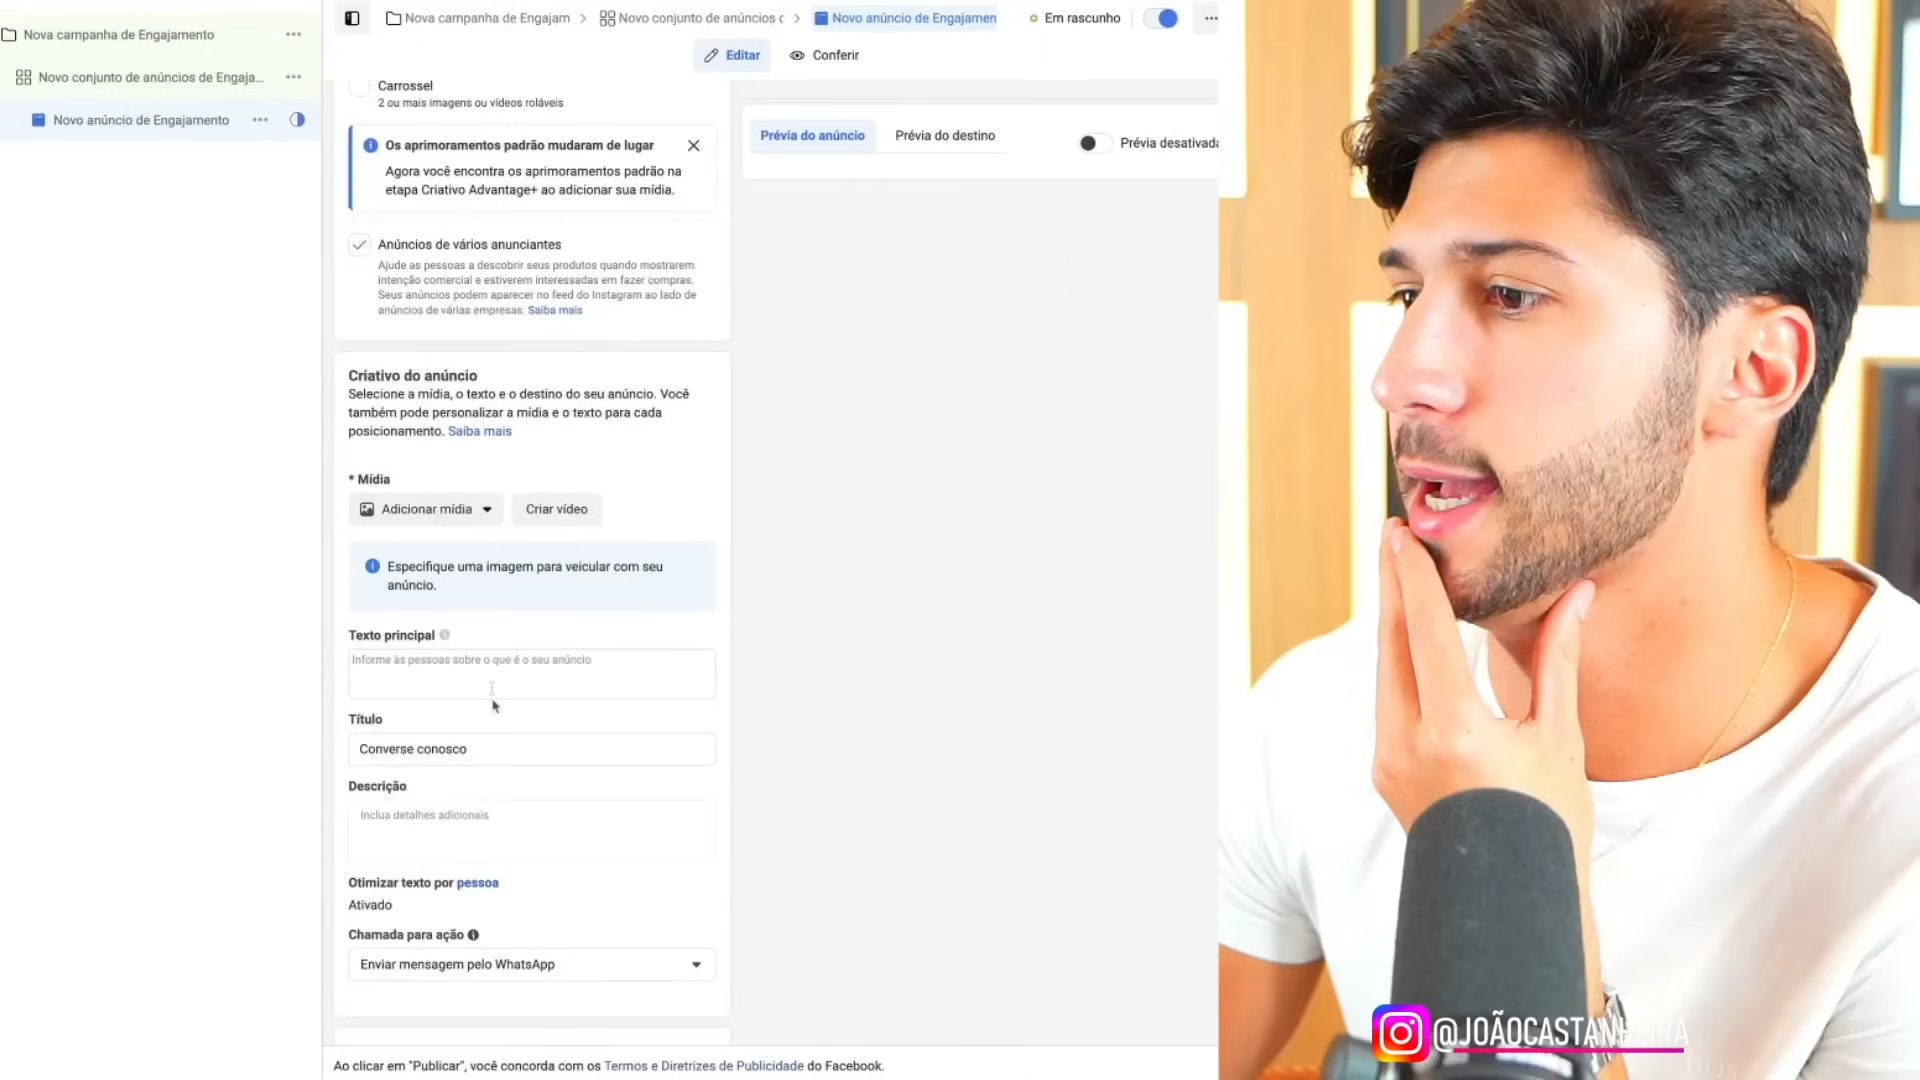 Nova campanha de Engajamento
Novo conjunto de anúncios de Engaja...
Novo anúncio de Engajamento
Nova campanha de Engajam
Novo conjunto de anúncios c
Novo anúncio de Engajamen
Em rascunho
Editar
Conferir
Carrossel
2 ou mais imagens ou vídeos roláveis
Os aprimoramentos padrão mudaram de lugar
Agora você encontra os aprimoramentos padrão na
etapa Criativo Advantage+ ao adicionar sua mídia.
Anúncios de vários anunciantes
Ajude as pessoas a descobrir seus produtos quando mostrarem
intenção comercial e estiverem interessadas em fazer compras.
Seus anúncios podem aparecer no feed do Instagram ao lado de
anúncios de várias empresas. Saiba mais
Criativo do anúncio
Selecione a mídia, o texto e o destino do seu anúncio. Você
também pode personalizar a mídia e o texto para cada
posicionamento. Saiba mais
* Mídia
Adicionar mídia
Criar vídeo
Especifique uma imagem para veicular com seu
anúncio.
Texto principal
Informe às pessoas sobre o que é o seu anúncio
Título
Converse conosco
Descrição
Inclua detalhes adicionais
Otimizar texto por pessoa
Ativado
Chamada para ação
Enviar mensagem pelo WhatsApp
Ao clicar em "Publicar", você concorda com os Termos e Diretrizes de Publicidade do Facebook.
Prévia do anúncio
Prévia do destino
Prévia desativada
@JOÃOCASTANHEIRA